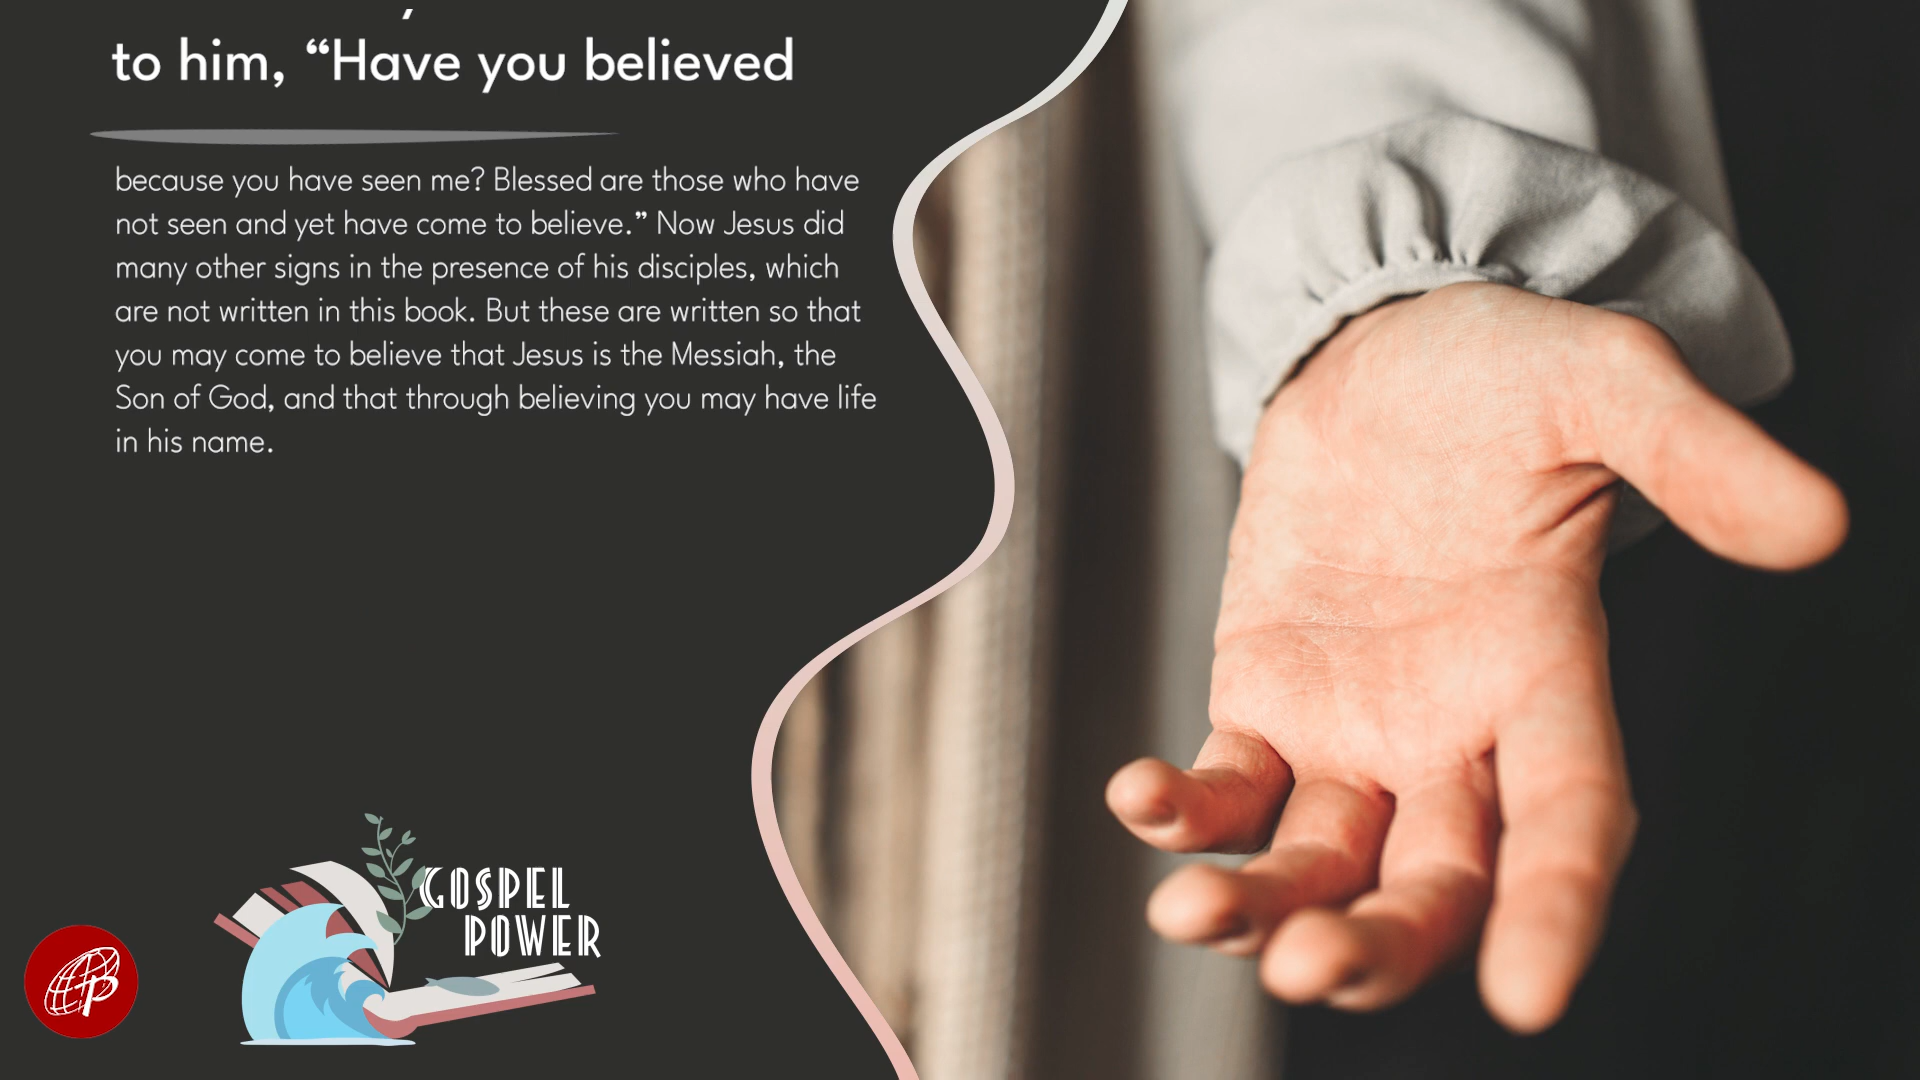 to him, “Have you believed
because you have seen me? Blessed are those who have
not seen and yet have come to believe.” Now Jesus did
many other signs in the presence of his disciples, which
are not written in this book. But these are written so that
you may come to believe that Jesus is the Messiah, the
Son of God, and that through believing you may have life
in his name.
GOSPEL
POWER